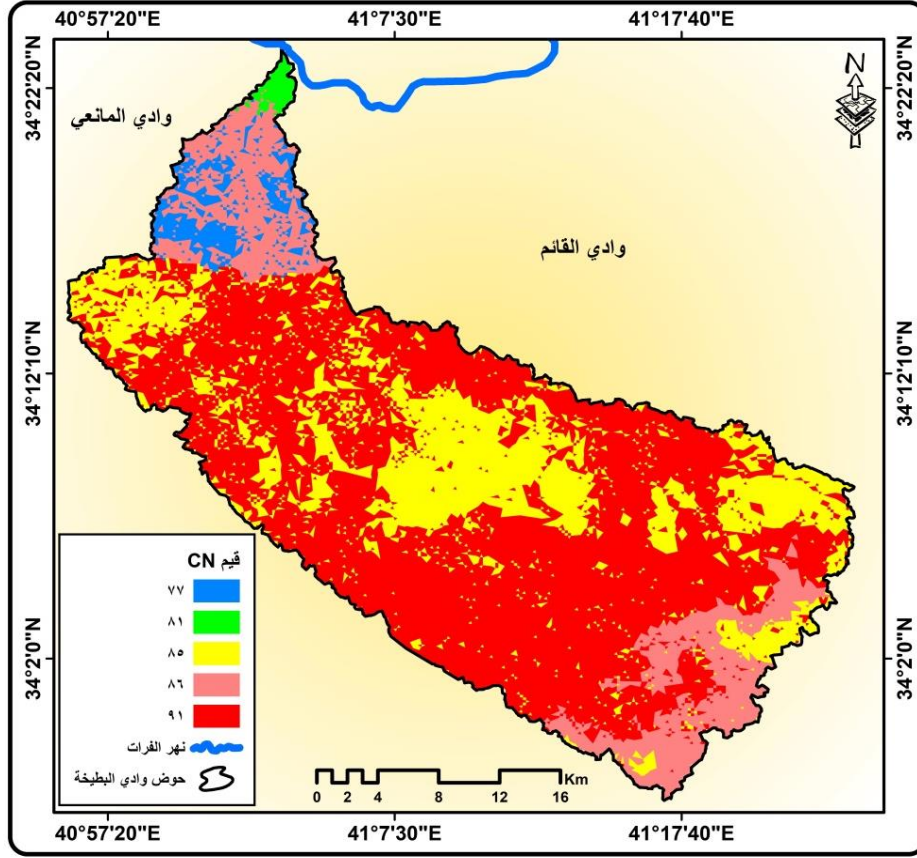 40°57'20"E 41°7'30"E 41°17'40"E
34°22'20"N
34°22'20"N
N
وادي المانعي
وادي القائم
34°12'10"N
34°12'10"N
34°2'0"N
34°2'0"N
قيم CN
٧٧
٨١
٨٥
٨٦
٩١
نهر الفرات
حوض وادي البطيخة
Km
0 2 4 8 12 16
40°57'20"E 41°7'30"E 41°17'40"E